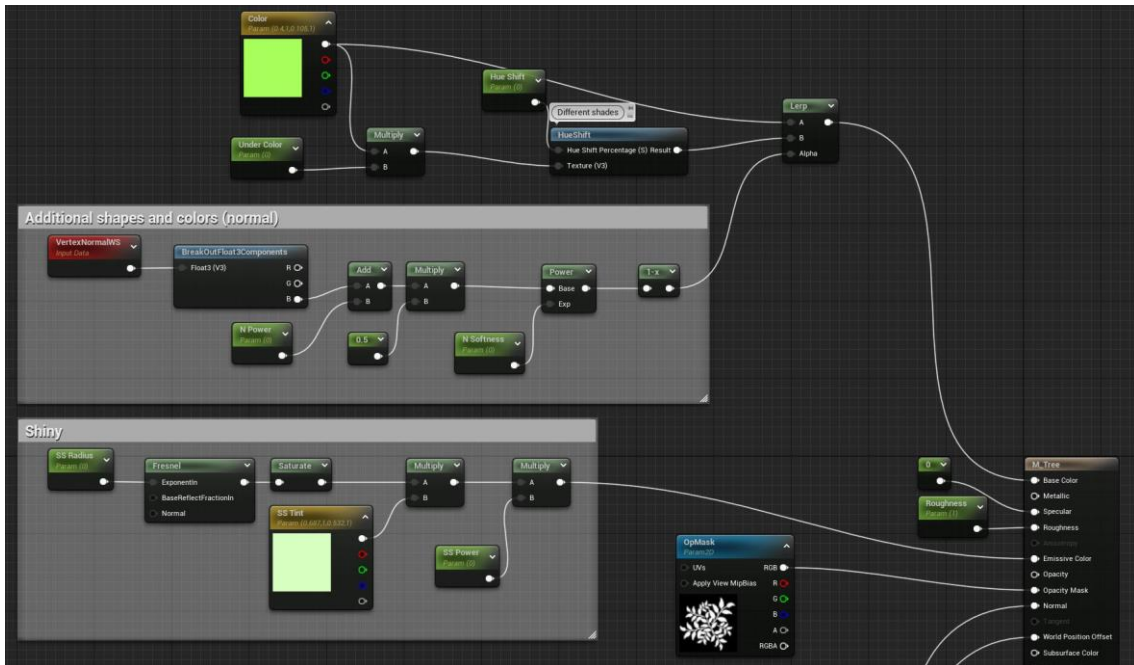 Color
Param (0.4,1,0.108,1)
Hue Shift
Param (0)
Different shades
Lerp
A
B
Alpha
Under Color
Param (0)
Multiply
A
B
HueShift
Hue Shift Percentage (S) Result
Texture (V3)
Additional shapes and colors (normal)
VertexNormalWS
Input Data
BreakOutFloat3Components
Float3 (V3) R
G
B
Add
A
B
Multiply
A
B
Power
Base
Exp
1-x
N Power
Param (0)
0.5
N Softness
Param (0)
Shiny
SS Radius
Param (0)
Fresnel
ExponentIn
BaseReflectFractionIn
Normal
Saturate
Multiply
A
B
Multiply
A
B
SS Tint
SS Power
Param (0)
OpMask
Param2D
UVs RGB
Apply View MipBias R
G
B
A
RGBA
0
Roughness
Param (1)
M_Tree
Base Color
Metallic
Specular
Roughness
Anisotropy
Emissive Color
Opacity
Opacity Mask
Normal
Tangent
World Position Offset
Subsurface Color